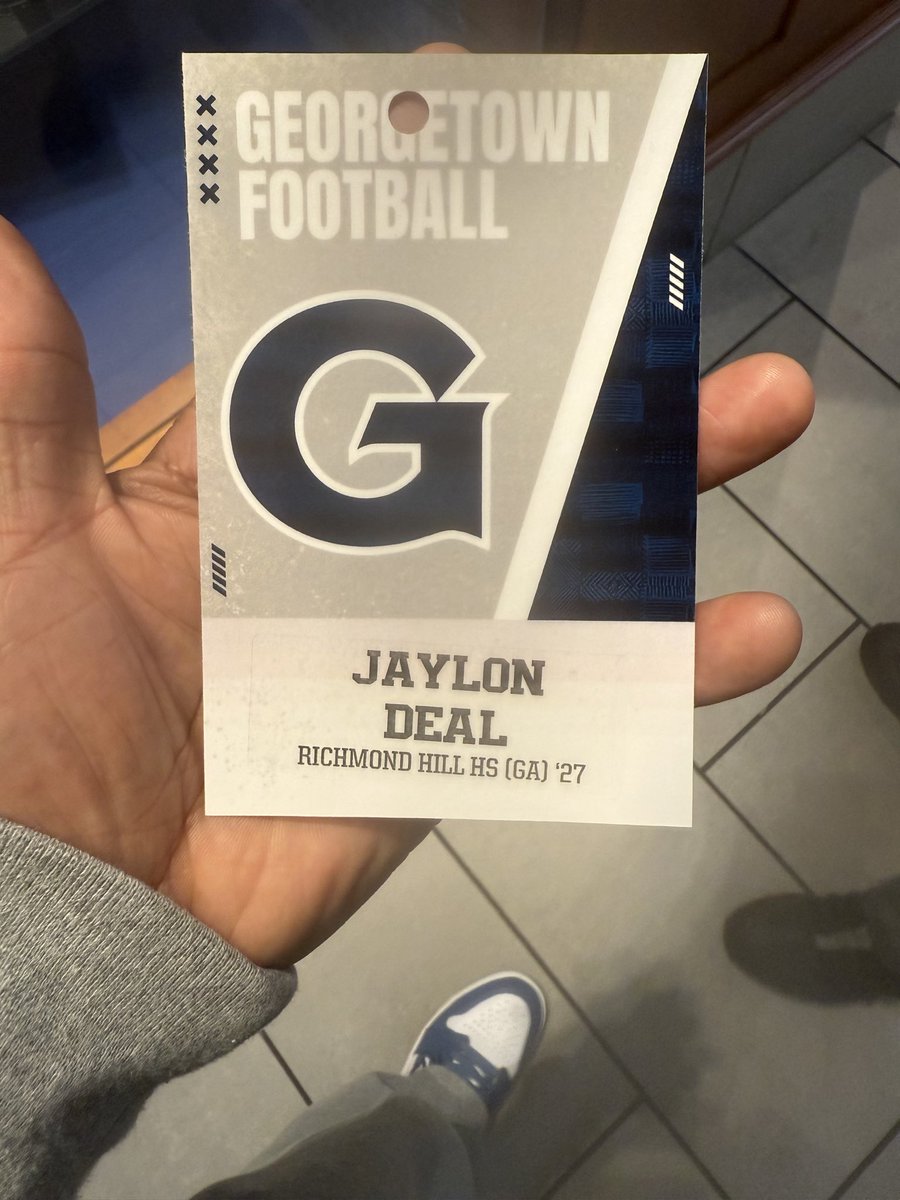 GEORGETOWN
FOOTBALL
G
JAYLON
DEAL
RICHMOND HILL HS (GA) ‘27